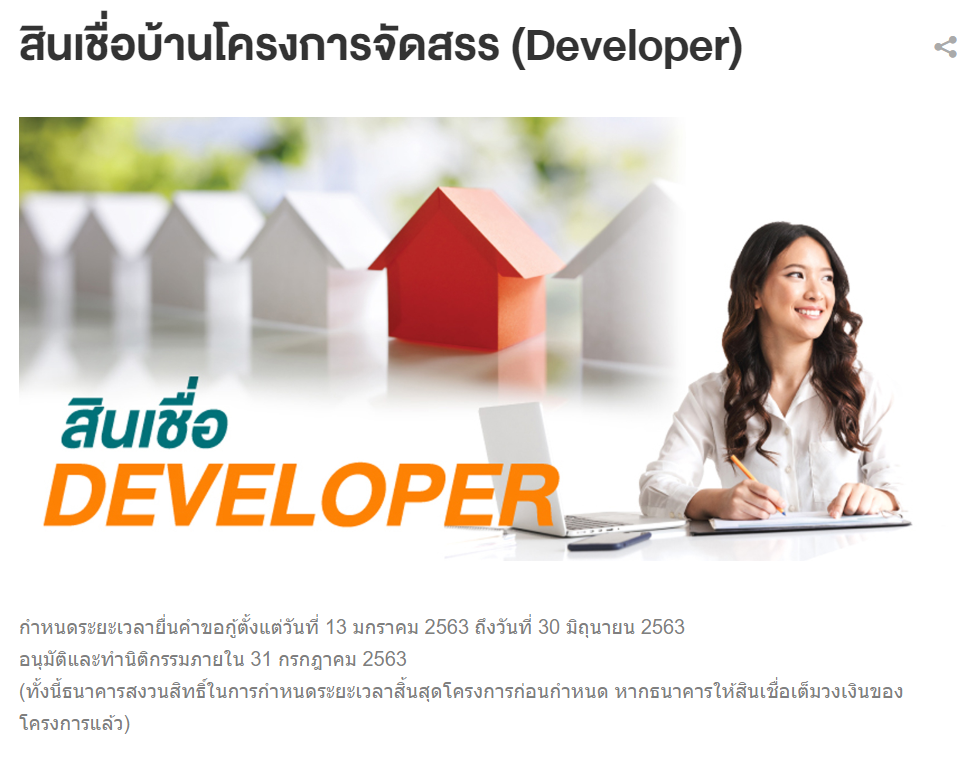 สินเชื่อบ้านโครงการจัดสรร (Developer)
สินเชื่อ
DEVELOPER
กำหนดระยะเวลายื่นคำขอกู้ตั้งแต่วันที่ 13 มกราคม 2563 ถึงวันที่ 30 มิถุนายน 2563
อนุมัติและทำนิติกรรมภายใน 31 กรกฎาคม 2563
(ทั้งนี้ธนาคารสงวนสิทธิ์ในการกำหนดระยะเวลาสิ้นสุดโครงการก่อนกำหนด หากธนาคารให้สินเชื่อเต็มวงเงินของ
โครงการแล้ว)